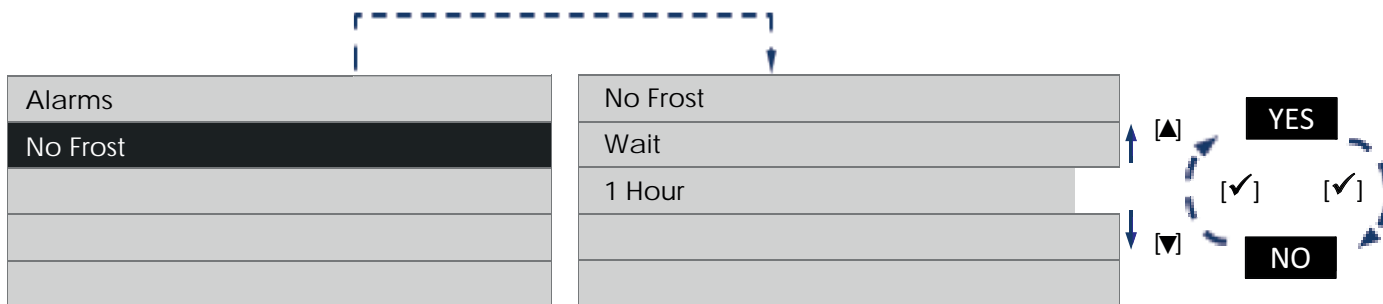 Alarms
No Frost
No Frost
Wait
1 Hour
[▲]
[▼]
YES
[✔] [✔]
NO